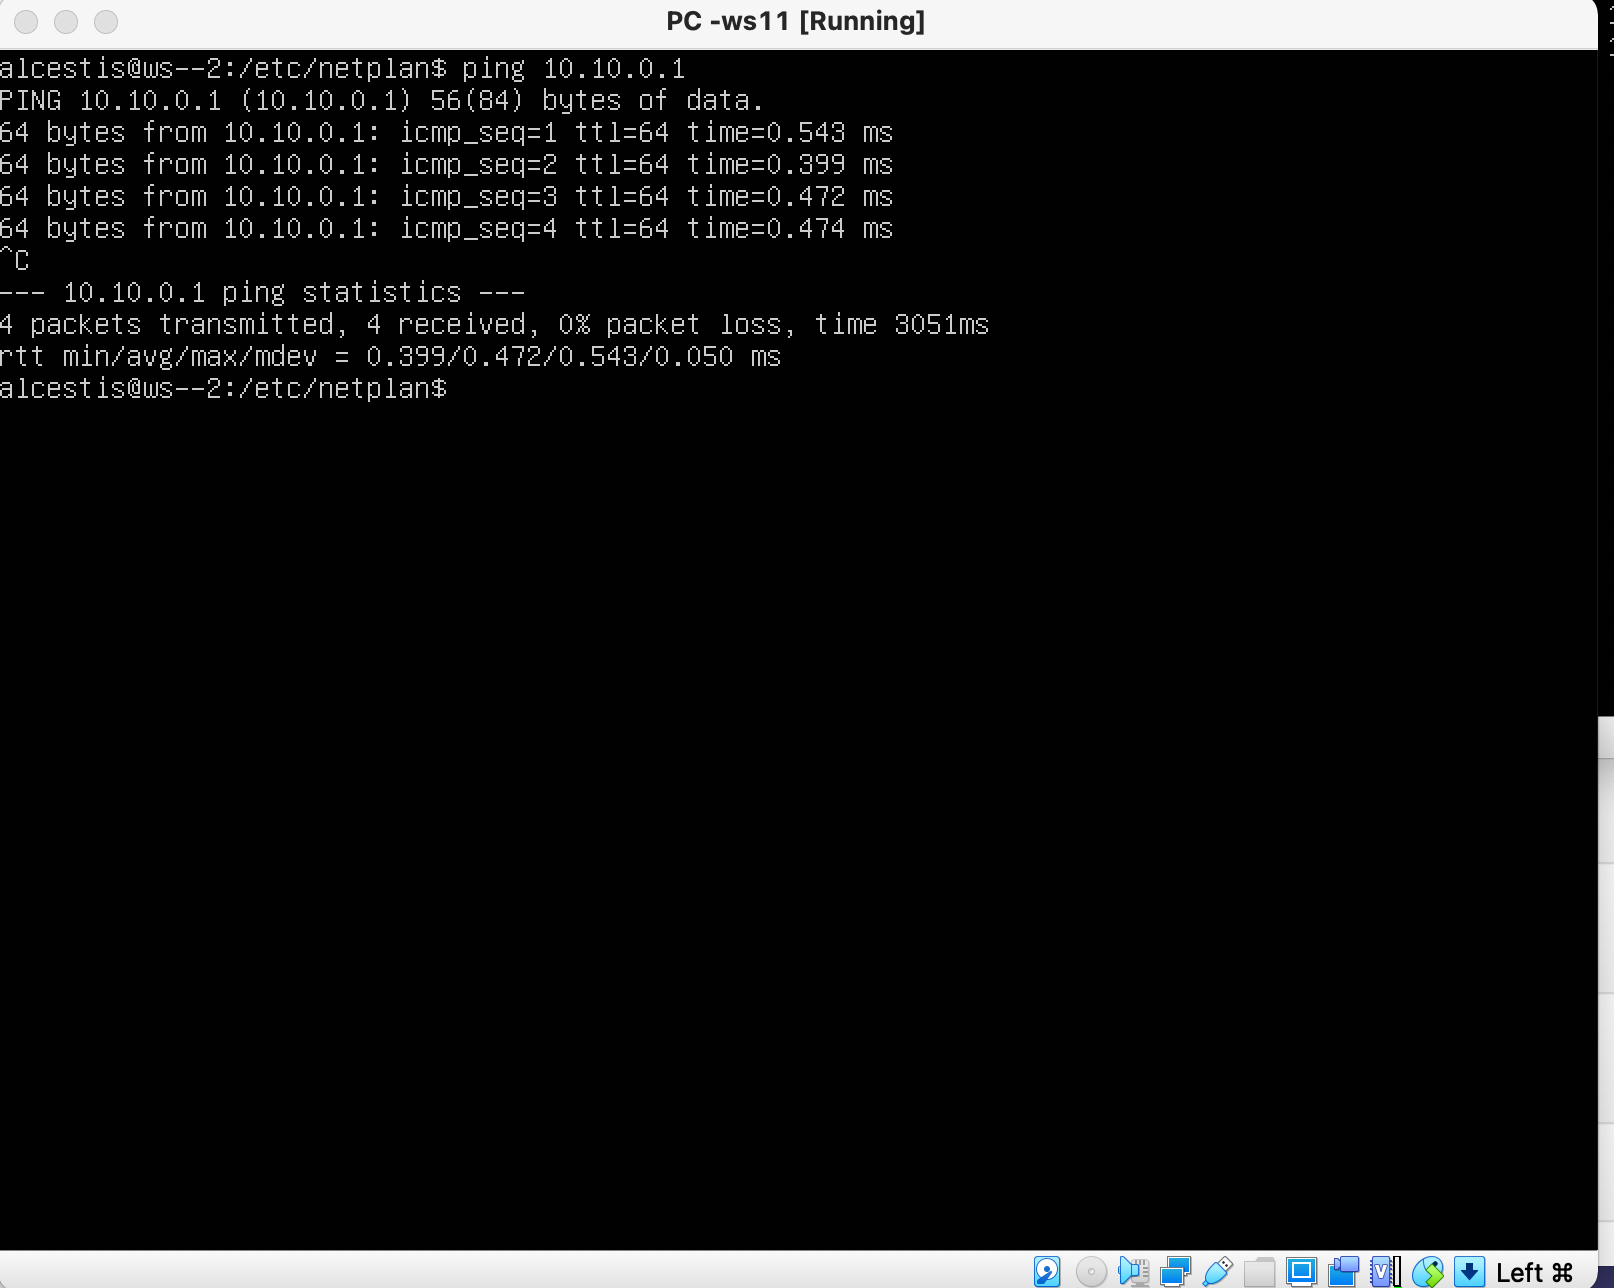 PC -ws11 [Running]
alcestis@ws--2:/etc/netplan$ ping 10.10.0.1
PING 10.10.0.1 (10.10.0.1) 56(84) bytes of data.
64 bytes from 10.10.0.1: icmp_seq=1 ttl=64 time=0.543 ms
64 bytes from 10.10.0.1: icmp_seq=2 ttl=64 time=0.399 ms
64 bytes from 10.10.0.1: icmp_seq=3 ttl=64 time=0.472 ms
64 bytes from 10.10.0.1: icmp_seq=4 ttl=64 time=0.474 ms
^C
--- 10.10.0.1 ping statistics ---
4 packets transmitted, 4 received, 0% packet loss, time 3051ms
rtt min/avg/max/mdev = 0.399/0.472/0.543/0.050 ms
alcestis@ws--2:/etc/netplan$
Left ⌘